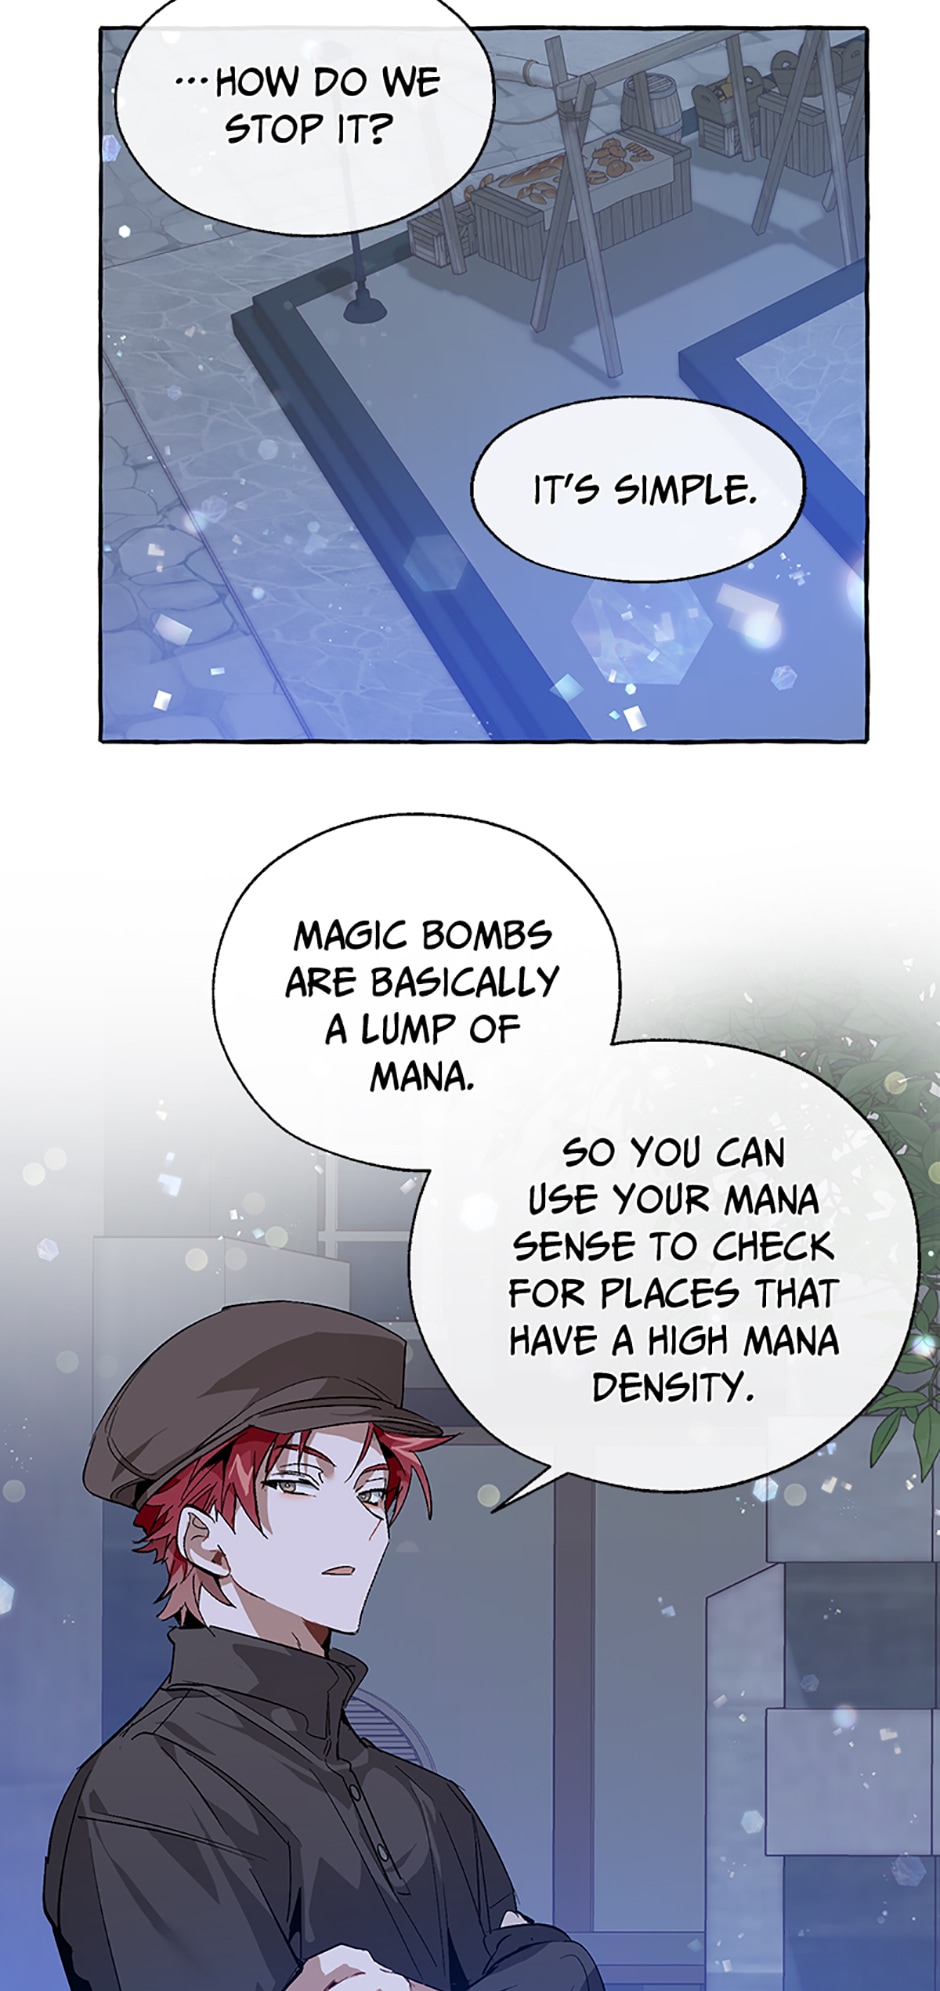 ...HOW DO WE
STOP IT?
IT'S SIMPLE.
MAGIC BOMBS
ARE BASICALLY
A LUMP OF
MANA.
SO YOU CAN
USE YOUR MANA
SENSE TO CHECK
FOR PLACES THAT
HAVE A HIGH MANA
DENSITY.